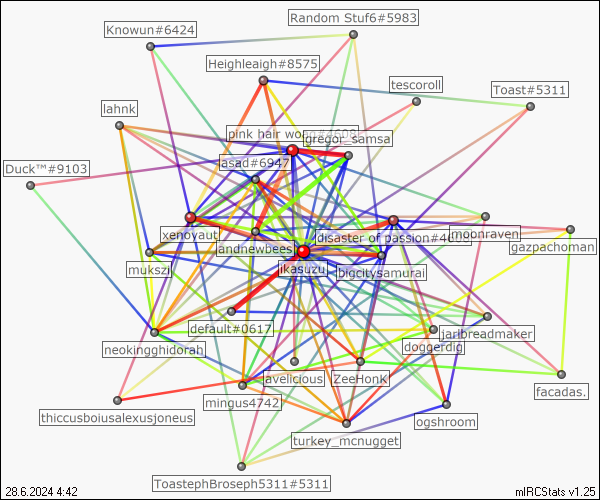 Random Stuf6#5983
Knowun#6424
Heighleaigh#8575
tescoroll
Toast#5311
lahnk
pink hair wo
gregor_samsa
asad#6947
Duck™#9103
xenovaut
disaster of passion#4603
moonraven
andnewbees
gazpachoman
mukszi
ikasuzu
bigcitysamurai
default#0617
jaribreadmaker
neokingghidorah
doggerdig
avelicious
ZeeHonk
facadas.
mingus4742
thiccusboiusalexusjoneus
ogshroom
turkey_mcnugget
ToastephBroseph5311#5311
28.6.2024 4:42
mIRCStats v1.25